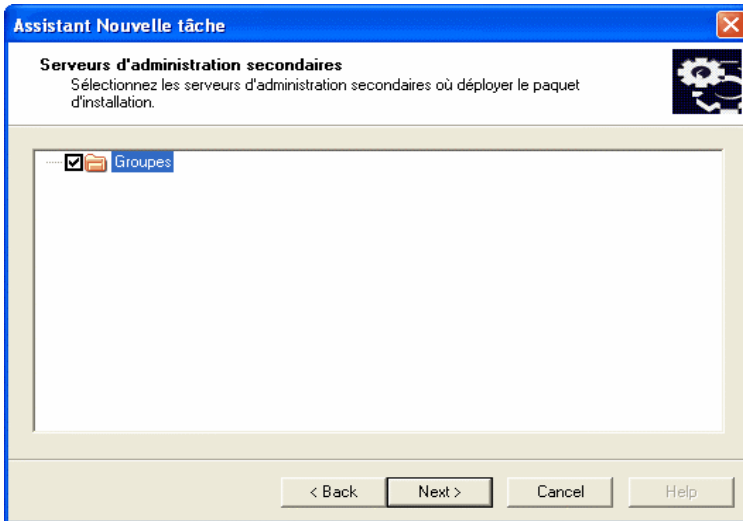 Assistant Nouvelle tâche
Serveurs d'administration secondaires
Sélectionnez les serveurs d'administration secondaires où déployer le paquet
d'installation.
Groupes
< Back Next > Cancel Help